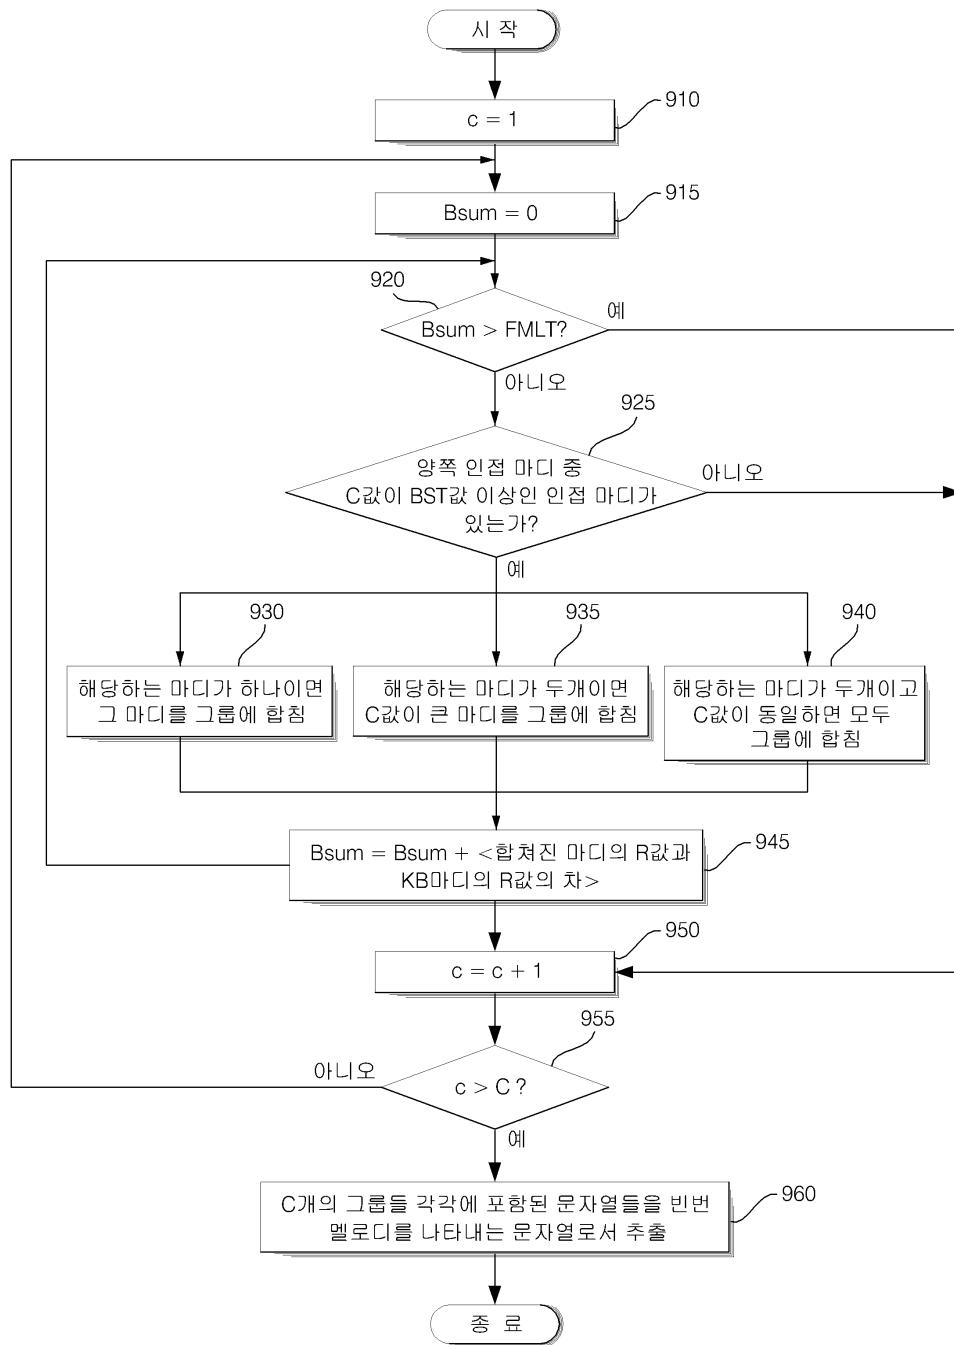 시 작
910
c = 1
915
Bsum = 0
920
Bsum > FMLT?
예
아니오
925
양쪽 인접 마디 중
C값이 BST값 이상인 인접 마디가
있는가?
아니오
예
930
935
940
해당하는 마디가 하나이면
그 마디를 그룹에 합침
해당하는 마디가 두개이면
C값이 큰 마디를 그룹에 합침
해당하는 마디가 두개이고
C값이 동일하면 모두
그룹에 합침
Bsum = Bsum + <합쳐진 마디의 R값과
KB마디의 R값의 차>
945
950
c = c + 1
955
아니오
c > C ?
예
C개의 그룹들 각각에 포함된 문자열들을 빈번
멜로디를 나타내는 문자열로서 추출
960
종 료